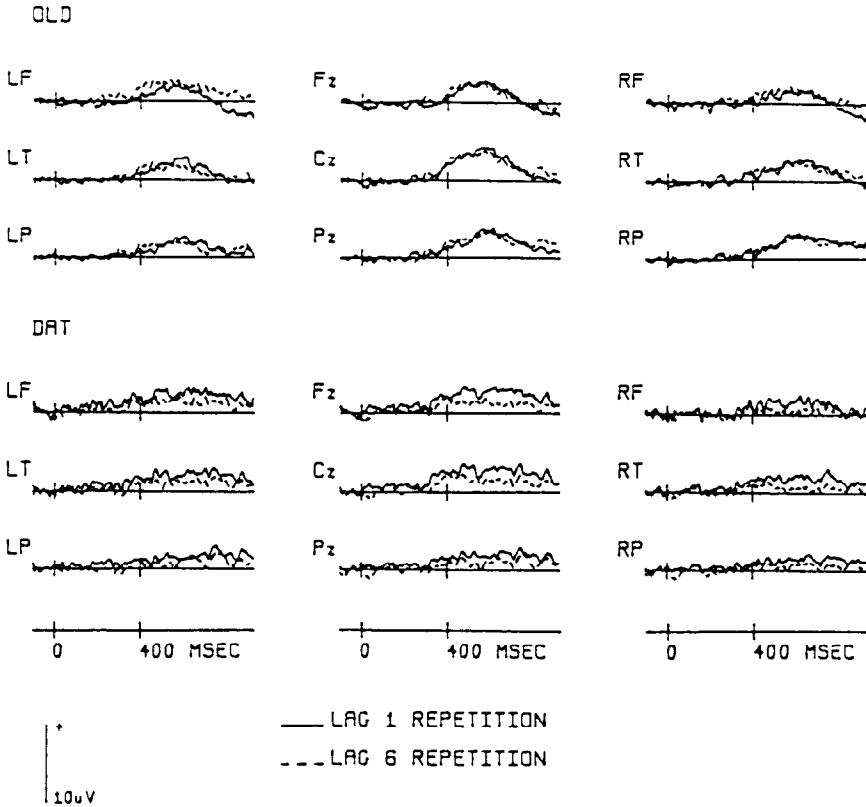 OLD
LF Fz RF
LT Cz RT
LP Pz RP
DAT
LF Fz RF
LT Cz RT
LP Pz RP
0 400 MSEC 0 400 MSEC 0 400 MSEC
+
LAG 1 REPETITION
LAG 6 REPETITION
10uV